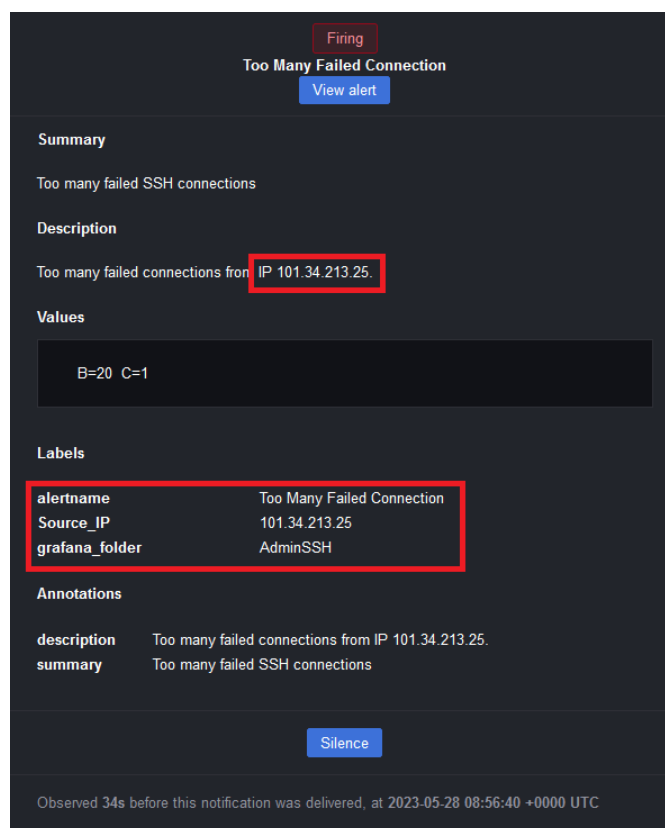 Firing
Too Many Failed Connection
View alert
Summary
Too many failed SSH connections
Description
Too many failed connections from IP 101.34.213.25.
Values
B=20 C=1
Labels
alertname Too Many Failed Connection
Source_IP 101.34.213.25
grafana_folder AdminSSH
Annotations
description Too many failed connections from IP 101.34.213.25.
summary Too many failed SSH connections
Silence
Observed 34s before this notification was delivered, at 2023-05-28 08:56:40 +0000 UTC